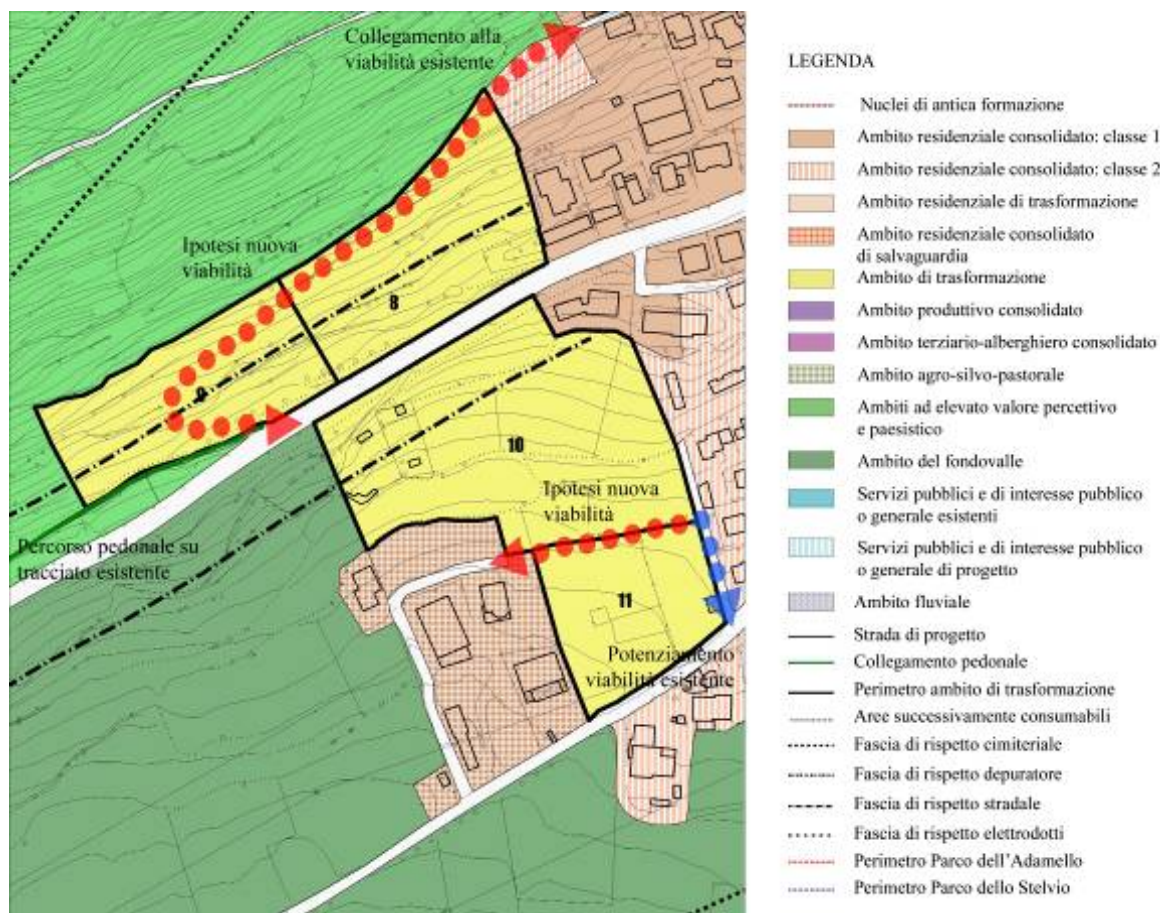 Collegamento alla
viabilità esistente
Ipotesi nuova
viabilità
8
9
10
Ipotesi nuova
viabilità
Percorso pedonale su
tracciato esistente
11
Potenziamento
viabilità esistente
LEGENDA
Nuclei di antica formazione
Ambito residenziale consolidato: classe 1
Ambito residenziale consolidato: classe 2
Ambito residenziale di trasformazione
Ambito residenziale consolidato
di salvaguardia
Ambito di trasformazione
Ambito produttivo consolidato
Ambito terziario-alberghiero consolidato
Ambito agro-silvo-pastorale
Ambiti ad elevato valore percettivo
e paesistico
Ambito del fondovalle
Servizi pubblici e di interesse pubblico
o generale esistenti
Servizi pubblici e di interesse pubblico
o generale di progetto
Ambito fluviale
Strada di progetto
Collegamento pedonale
Perimetro ambito di trasformazione
Aree successivamente consumabili
Fascia di rispetto cimiteriale
Fascia di rispetto depuratore
Fascia di rispetto stradale
Fascia di rispetto elettrodotti
Perimetro Parco dell'Adamello
Perimetro Parco dello Stelvio